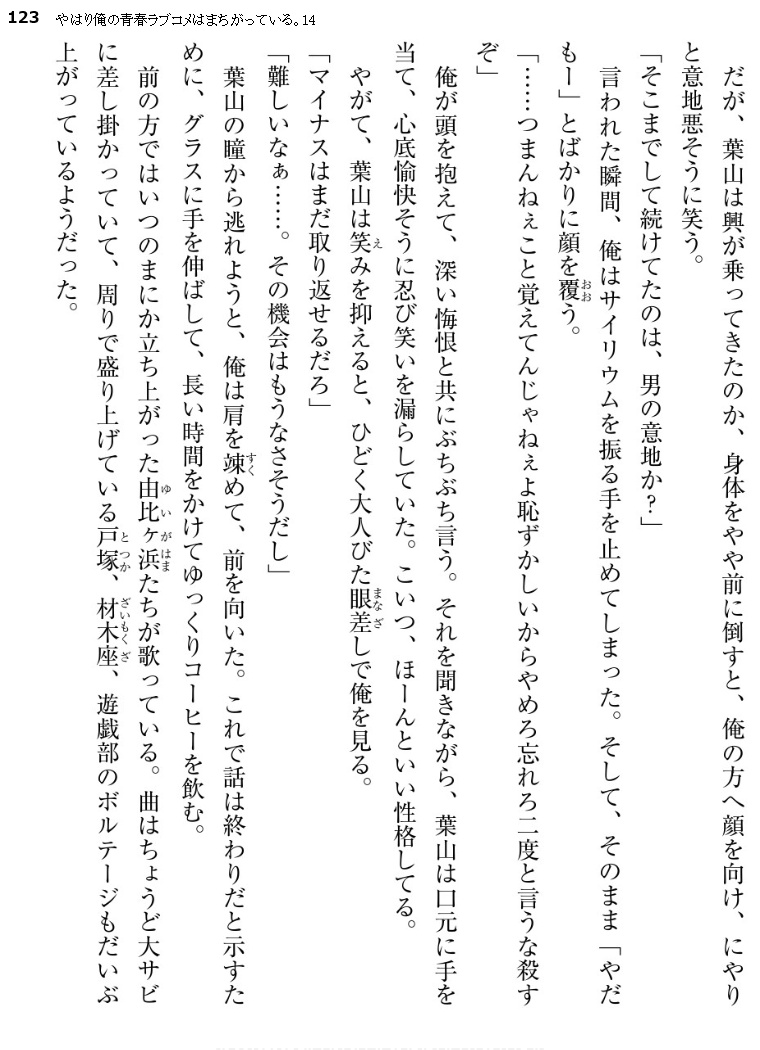 123 やはり俺の青春ラブコメはまちがっている。14
だが、葉山は興が乗ってきたのか、身体をやや前に倒すと、俺の方へ顔を向け、にやり
と意地悪そうに笑う。
「そこまでして続けてたのは、男の意地か?」
言われた瞬間、俺はサイリウムを振る手を止めてしまった。そして、そのまま「やだ
もー」とばかりに顔を覆おおう。
「……つまんねぇこと覚えてんじゃねぇよ恥ずかしいからやめろ忘れろ二度と言うな殺す
ぞ」
俺が頭を抱えて、深い悔恨と共にぶちぶち言う。それを聞きながら、葉山は口元に手を
当て、心底愉快そうに忍び笑いを漏らしていた。こいつ、ほーんといい性格してる。
やがて、葉山は笑えみを抑えると、ひどく大人びた眼差まなざしで俺を見る。
「マイナスはまだ取り返せるだろ」
「難しいなぁ……。その機会はもうなさそうだし」
葉山の瞳から逃れようと、俺は肩を竦すくめて、前を向いた。これで話は終わりだと示すた
めに、グラスに手を伸ばして、長い時間をかけてゆっくりコーヒーを飲む。
前の方ではいつのまにか立ち上がった由比ヶ浜ゆいがはまたちが歌っている。曲はちょうど大サビ
に差し掛かっていて、周りで盛り上げている戸塚とつか、材木座ざいもくざ、遊戯部のボルテージもだいぶ
上がっているようだった。